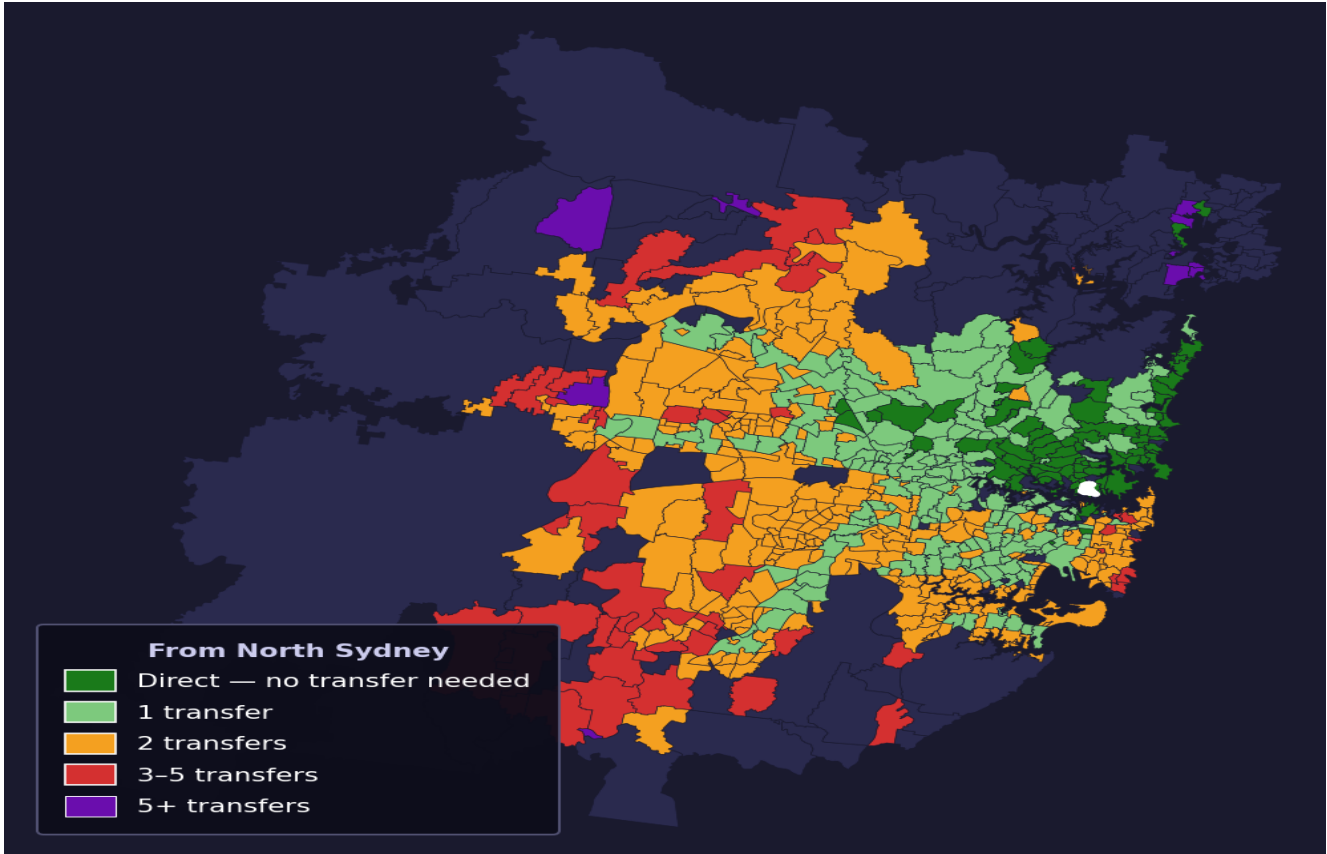 From North Sydney
Direct — no transfer needed
1 transfer
2 transfers
3–5 transfers
5+ transfers